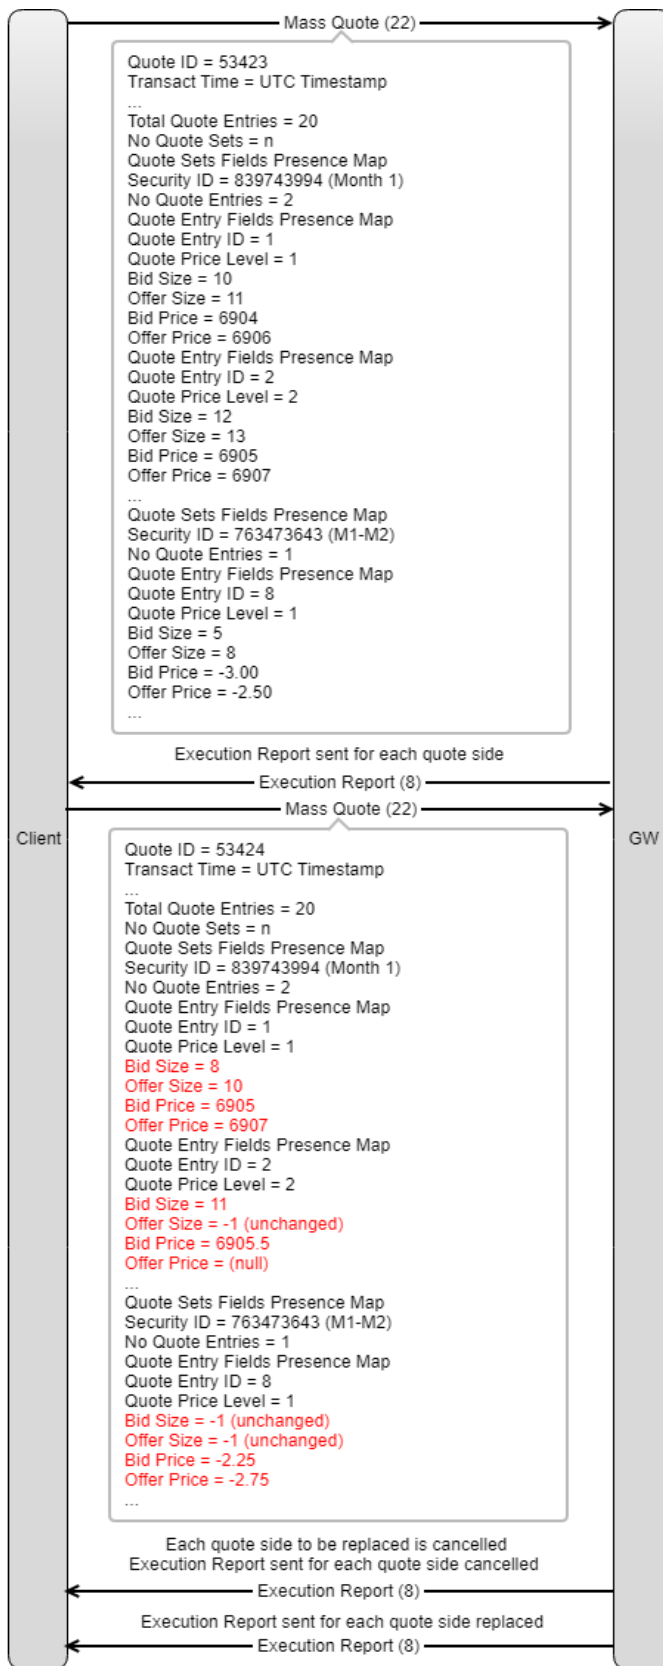 Mass Quote (22)
Quote ID = 53423
Transact Time = UTC Timestamp
...
Total Quote Entries = 20
No Quote Sets = n
Quote Sets Fields Presence Map
Security ID = 839743994 (Month 1)
No Quote Entries = 2
Quote Entry Fields Presence Map
Quote Entry ID = 1
Quote Price Level = 1
Bid Size = 10
Offer Size = 11
Bid Price = 6904
Offer Price = 6906
Quote Entry Fields Presence Map
Quote Entry ID = 2
Quote Price Level = 2
Bid Size = 12
Offer Size = 13
Bid Price = 6905
Offer Price = 6907
...
Quote Sets Fields Presence Map
Security ID = 763473643 (M1-M2)
No Quote Entries = 1
Quote Entry Fields Presence Map
Quote Entry ID = 8
Quote Price Level = 1
Bid Size = 5
Offer Size = 8
Bid Price = -3.00
Offer Price = -2.50
...
Execution Report sent for each quote side
Execution Report (8)
Mass Quote (22)
Client
GW
Quote ID = 53424
Transact Time = UTC Timestamp
...
Total Quote Entries = 20
No Quote Sets = n
Quote Sets Fields Presence Map
Security ID = 839743994 (Month 1)
No Quote Entries = 2
Quote Entry Fields Presence Map
Quote Entry ID = 1
Quote Price Level = 1
Bid Size = 8
Offer Size = 10
Bid Price = 6905
Offer Price = 6907
Quote Entry Fields Presence Map
Quote Entry ID = 2
Quote Price Level = 2
Bid Size = 11
Offer Size = -1 (unchanged)
Bid Price = 6905.5
Offer Price = (null)
...
Quote Sets Fields Presence Map
Security ID = 763473643 (M1-M2)
No Quote Entries = 1
Quote Entry Fields Presence Map
Quote Entry ID = 8
Quote Price Level = 1
Bid Size = -1 (unchanged)
Offer Size = -1 (unchanged)
Bid Price = -2.25
Offer Price = -2.75
...
Each quote side to be replaced is cancelled
Execution Report sent for each quote side cancelled
Execution Report (8)
Execution Report sent for each quote side replaced
Execution Report (8)